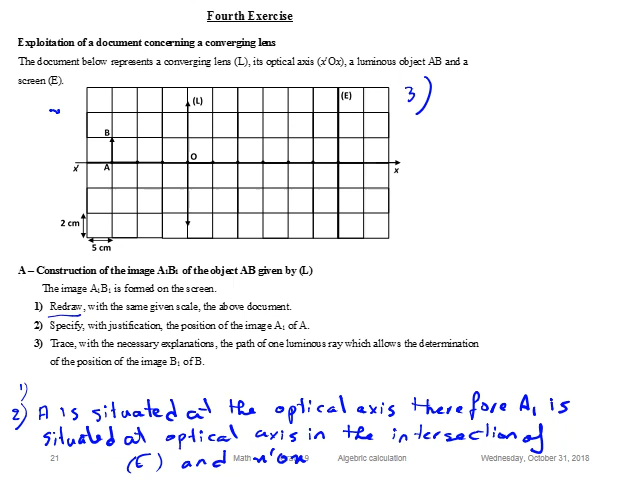 Fourth Exercise
Exploitation of a document concerning a converging lens
The document below represents a converging lens (L), its optical axis (x'Ox), a luminous object AB and a
screen (E).
3)
(L)
(E)
B
O
x'
A
x
2 cm
5 cm
A – Construction of the image A₁B₁ of the object AB given by (L)
The image A₁B₁ is formed on the screen.
1) Redraw, with the same given scale, the above document.
2) Specify, with justification, the position of the image A₁ of A.
3) Trace, with the necessary explanations, the path of one luminous ray which allows the determination
of the position of the image B₁ of B.
1)
2) A is situated at the optical axis therefore A₁ is
situated at optical axis in the intersection of
(E) and x'ox
21
Math
9
Algebric calculation
Wednesday, October 31, 2018